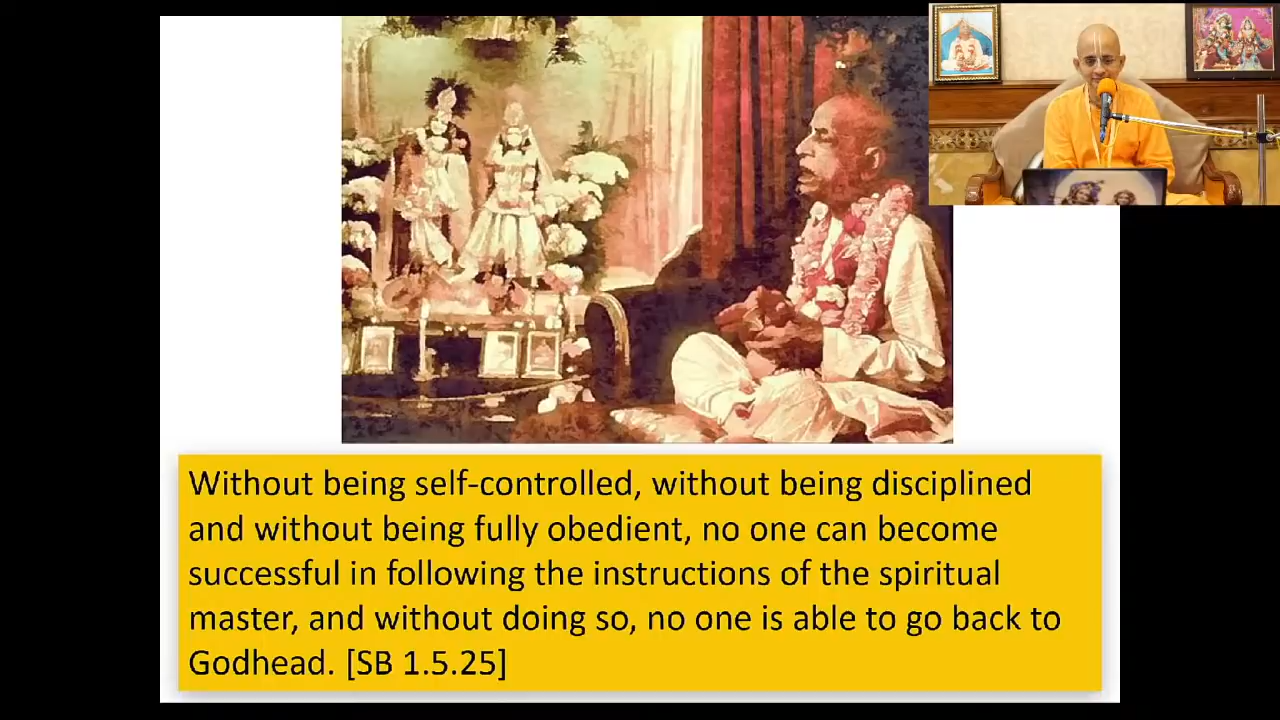 Without being self-controlled, without being disciplined
and without being fully obedient, no one can become
successful in following the instructions of the spiritual
master, and without doing so, no one is able to go back to
Godhead. [SB 1.5.25]